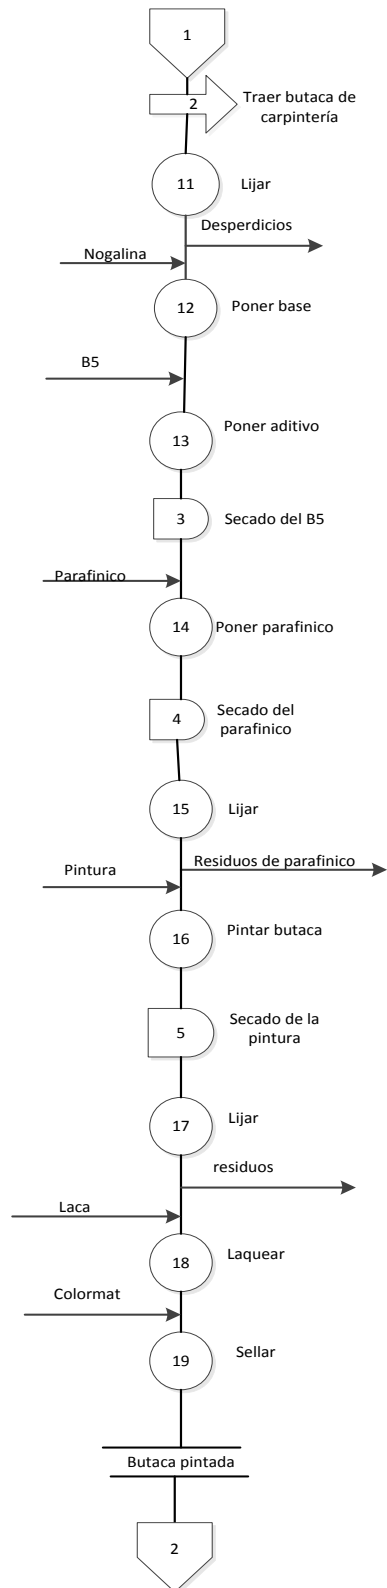 1
2
Traer butaca de
carpintería
11
Lijar
Desperdicios
Nogalina
12
Poner base
B5
13
Poner aditivo
3
Secado del B5
Parafinico
14
Poner parafinico
4
Secado del
parafinico
15
Lijar
Residuos de parafinico
Pintura
16
Pintar butaca
5
Secado de la
pintura
17
Lijar
residuos
Laca
18
Laquear
Colormat
19
Sellar
Butaca pintada
2